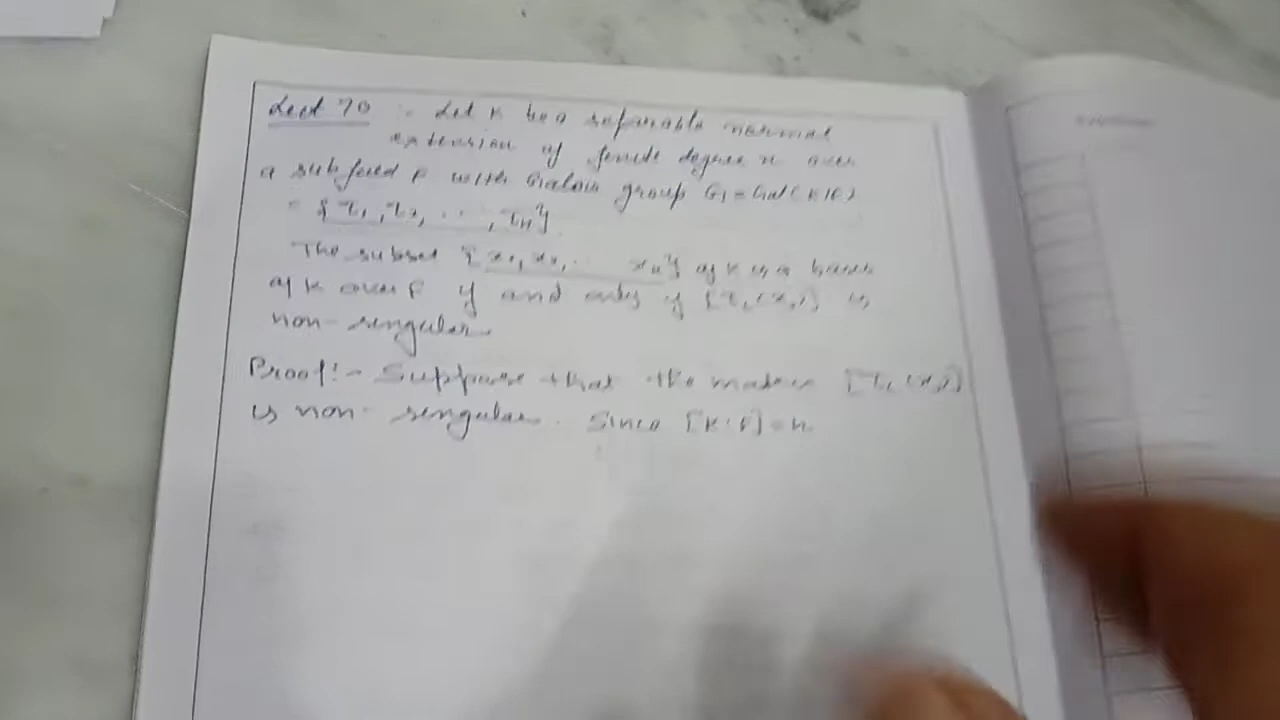 Lect 70 :- Let K be a separable normal
extension of finite degree n over
a subfield F with Galois group G = Gal(K|F)
= {τ1, τ2, ..., τn}
The subset {x1, x2, ... xn} of K is a basis
of K over F if and only if [τi(xj)] is
non-singular.
Proof:- Suppose that the matrix [τi(xj)]
is non-singular. Since [K:F]=n